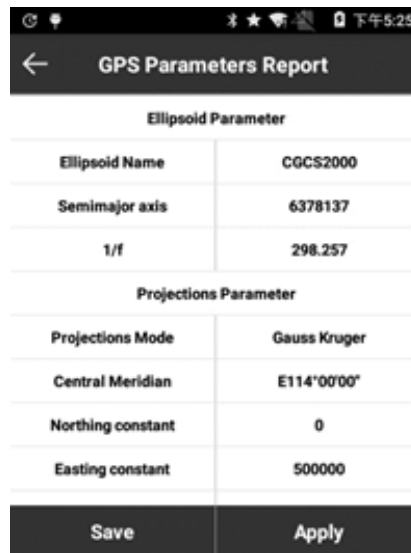 下午5:25
GPS Parameters Report
Ellipsoid Parameter
Ellipsoid Name CGCS2000
Semimajor axis 6378137
1/f 298.257
Projections Parameter
Projections Mode Gauss Kruger
Central Meridian E114°00'00"
Northing constant 0
Easting constant 500000
Save Apply